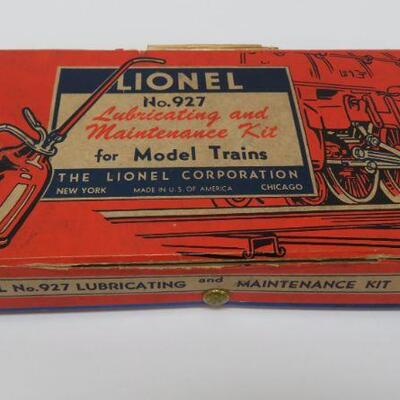 LIONEL
No. 927
Lubricating and
Maintenance Kit
for Model Trains
THE LIONEL CORPORATION
NEW YORK MADE IN U.S. OF AMERICA CHICAGO
No. 927 LUBRICATING and MAINTENANCE KIT